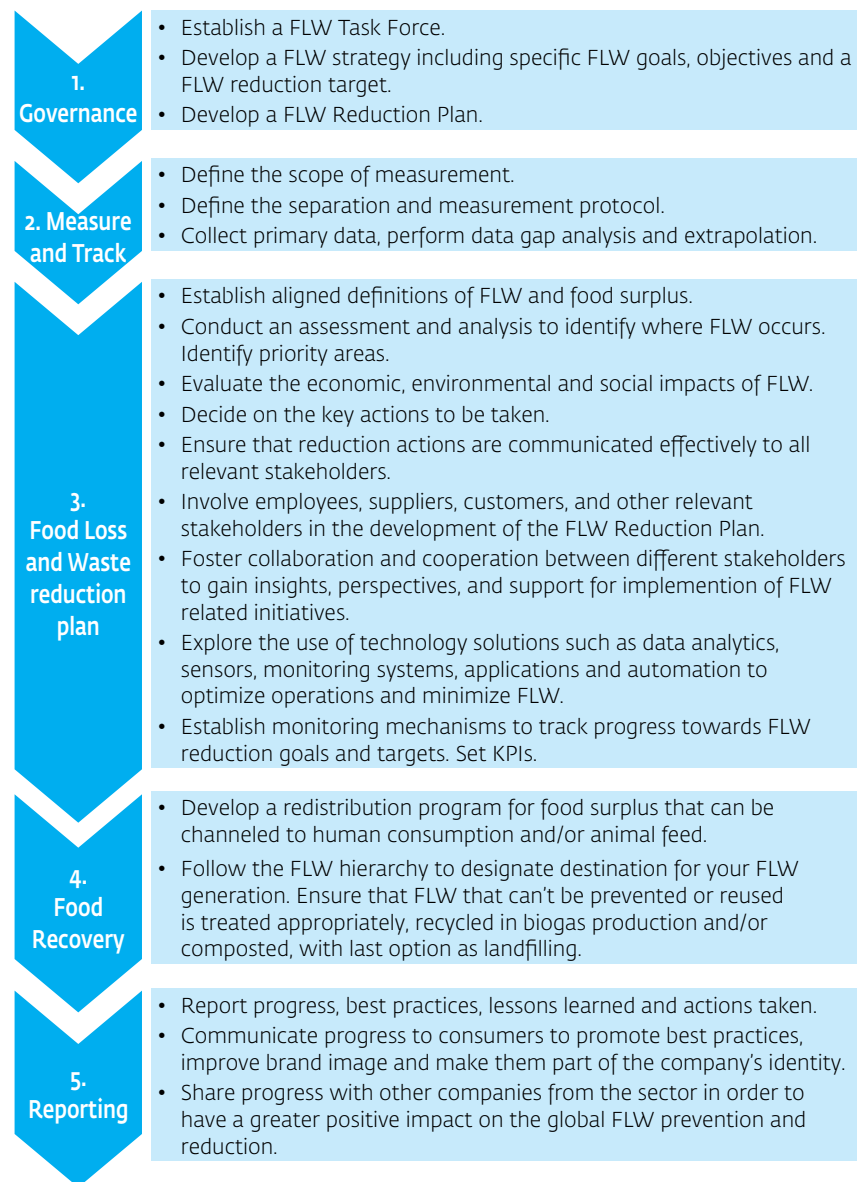 1.
Governance
• Establish a FLW Task Force.
• Develop a FLW strategy including specific FLW goals, objectives and a
FLW reduction target.
• Develop a FLW Reduction Plan.
2. Measure
and Track
• Define the scope of measurement.
• Define the separation and measurement protocol.
• Collect primary data, perform data gap analysis and extrapolation.
3.
Food Loss
and Waste
reduction
plan
• Establish aligned definitions of FLW and food surplus.
• Conduct an assessment and analysis to identify where FLW occurs.
Identify priority areas.
• Evaluate the economic, environmental and social impacts of FLW.
• Decide on the key actions to be taken.
• Ensure that reduction actions are communicated effectively to all
relevant stakeholders.
• Involve employees, suppliers, customers, and other relevant
stakeholders in the development of the FLW Reduction Plan.
• Foster collaboration and cooperation between different stakeholders
to gain insights, perspectives, and support for implemention of FLW
related initiatives.
• Explore the use of technology solutions such as data analytics,
sensors, monitoring systems, applications and automation to
optimize operations and minimize FLW.
• Establish monitoring mechanisms to track progress towards FLW
reduction goals and targets. Set KPIs.
4.
Food
Recovery
• Develop a redistribution program for food surplus that can be
channeled to human consumption and/or animal feed.
• Follow the FLW hierarchy to designate destination for your FLW
generation. Ensure that FLW that can't be prevented or reused
is treated appropriately, recycled in biogas production and/or
composted, with last option as landfilling.
5.
Reporting
• Report progress, best practices, lessons learned and actions taken.
• Communicate progress to consumers to promote best practices,
improve brand image and make them part of the company's identity.
• Share progress with other companies from the sector in order to
have a greater positive impact on the global FLW prevention and
reduction.